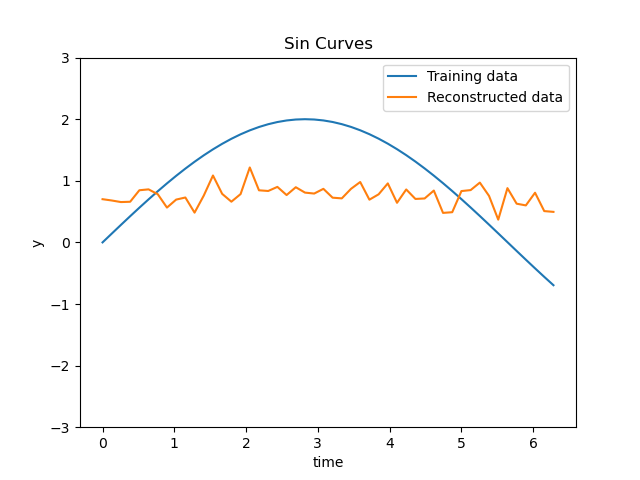 Sin Curves
Training data
Reconstructed data
3
2
1
0
−1
−2
−3
y
0 1 2 3 4 5 6
time